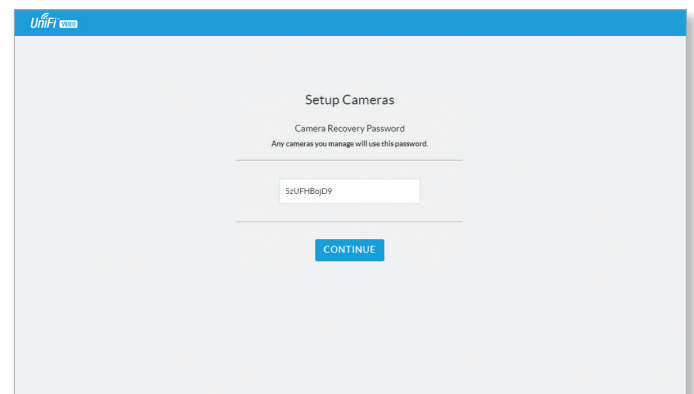 UniFi VIDEO
Setup Cameras
Camera Recovery Password
Any cameras you manage will use this password.
5zUFHBojD9
CONTINUE